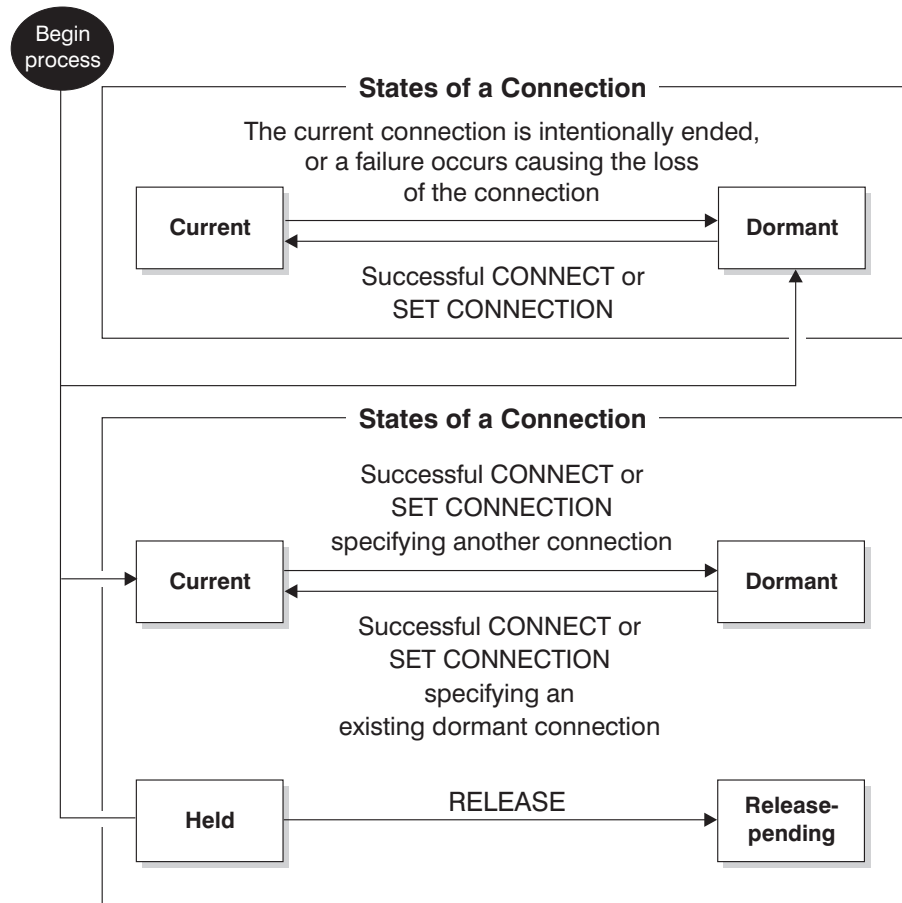 Begin
process
States of a Connection
The current connection is intentionally ended,
or a failure occurs causing the loss
of the connection
Current
Dormant
Successful CONNECT or
SET CONNECTION
States of a Connection
Successful CONNECT or
SET CONNECTION
specifying another connection
Current
Dormant
Successful CONNECT or
SET CONNECTION
specifying an
existing dormant connection
Held
RELEASE
Release-
pending